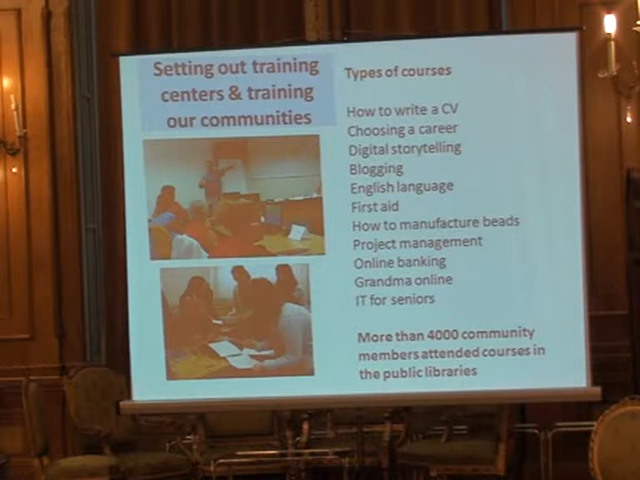 Setting out training
centers & training
our communities
Types of courses
How to write a CV
Choosing a career
Digital storytelling
Blogging
English language
First aid
How to manufacture beads
Project management
Online banking
Grandma online
IT for seniors
More than 4000 community
members attended courses in
the public libraries